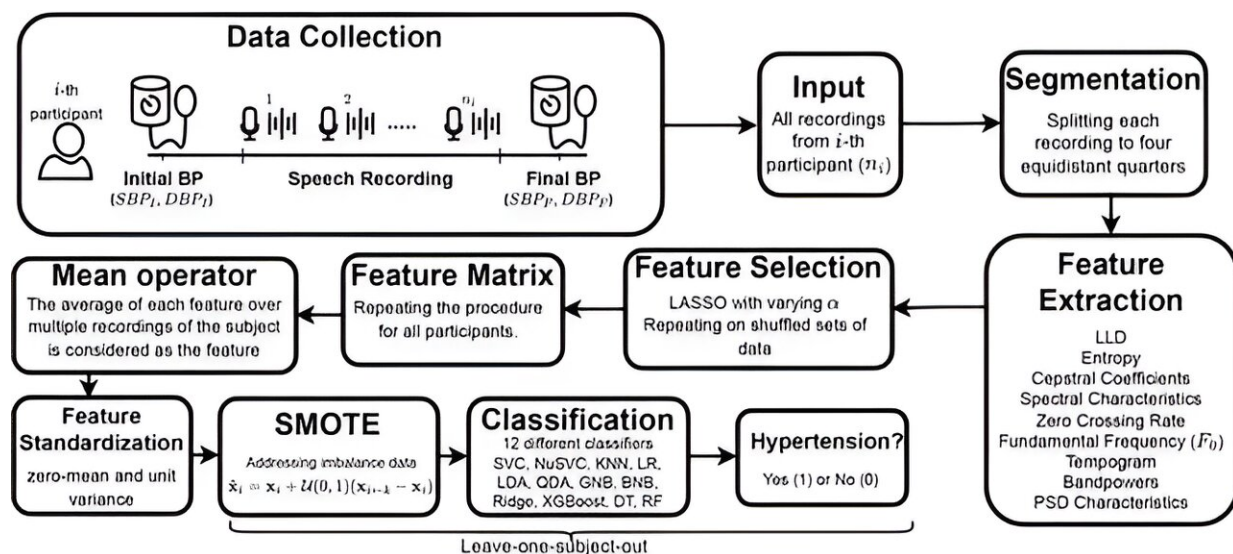 Data Collection
i-th
participant
1
2
.....
n_i
Initial BP
(SBP_I, DBP_I)
Speech Recording
Final BP
(SBP_F, DBP_F)
Input
All recordings
from i-th
participant (n_i)
Segmentation
Splitting each
recording to four
equidistant quarters
Feature
Extraction
LLD
Entropy
Cepstral Coefficients
Spectral Characteristics
Zero Crossing Rate
Fundamental Frequency (F_0)
Tempogram
Bandpowers
PSD Characteristics
Feature Selection
LASSO with varying α
Repeating on shuffled sets of
data
Feature Matrix
Repeating the procedure
for all participants.
Mean operator
The average of each feature over
multiple recordings of the subject
is considered as the feature
Feature
Standardization
zero-mean and unit
variance
SMOTE
Addressing imbalance data
Classification
12 different classifiers
SVC, NuSVC, KNN, LR,
LDA, QDA, GNB, BNB,
Ridge, XGBoost, DT, RF
Hypertension?
Yes (1) or No (0)
Leave-one-subject-out